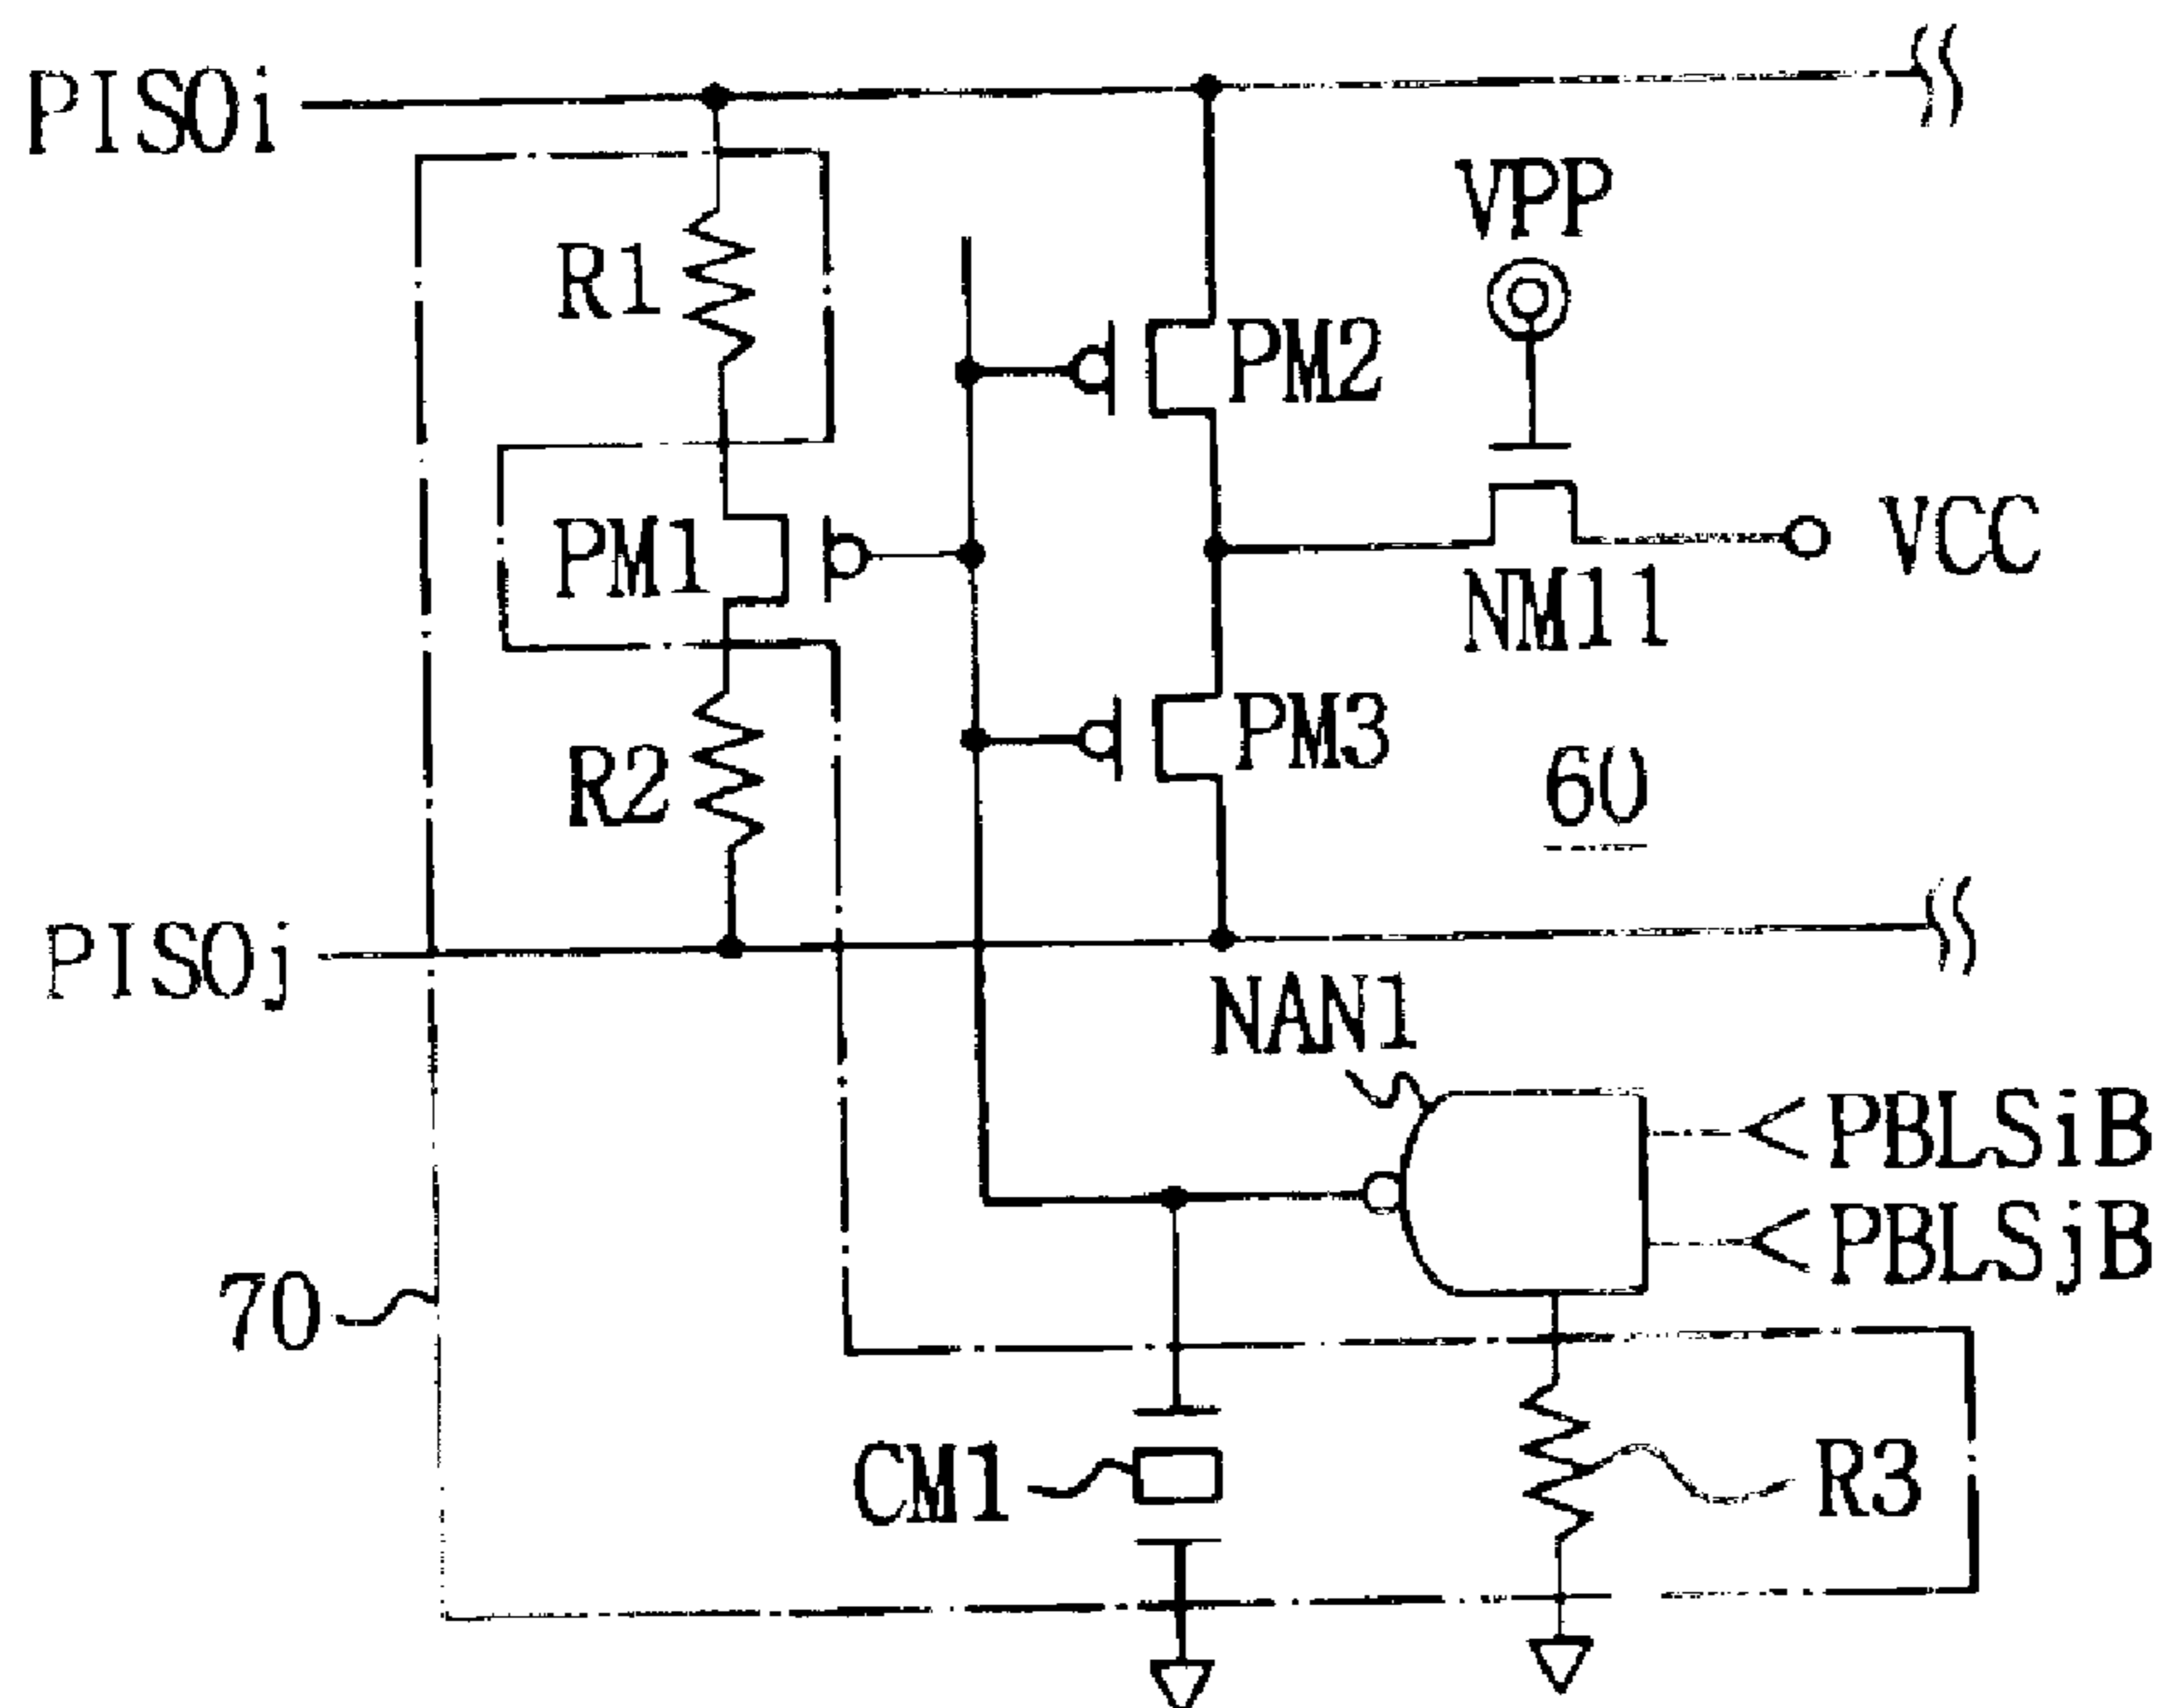 PISOi
VPP
R1
PM2
VCC
PM1
NM11
PM3
R2
60
PISOj
NAN1
PBLSiB
PBLSjB
70
CM1
R3